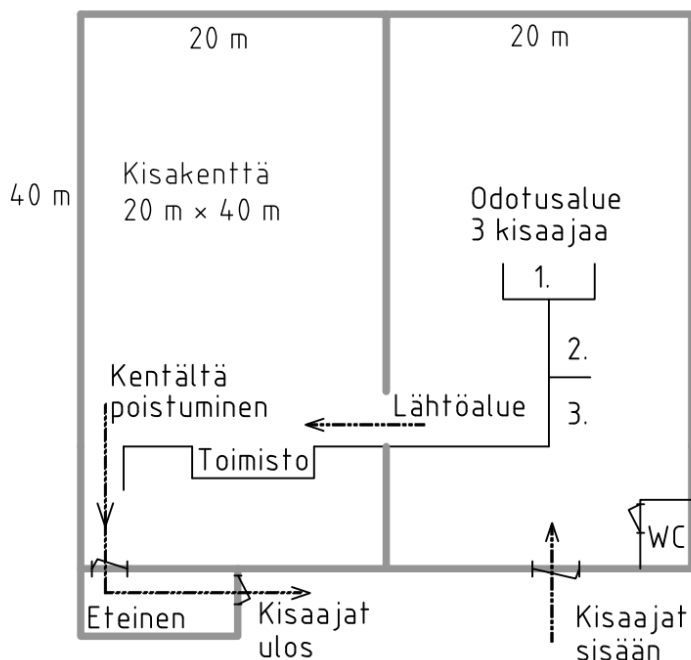 20 m
20 m
40 m
Kisakenttä
20 m × 40 m
Odotusalue
3 kisaajaa
1.
2.
3.
Kentältä
poistuminen
Lähtöalue
Toimisto
WC
Eteinen
Kisaajat
ulos
Kisaajat
sisään